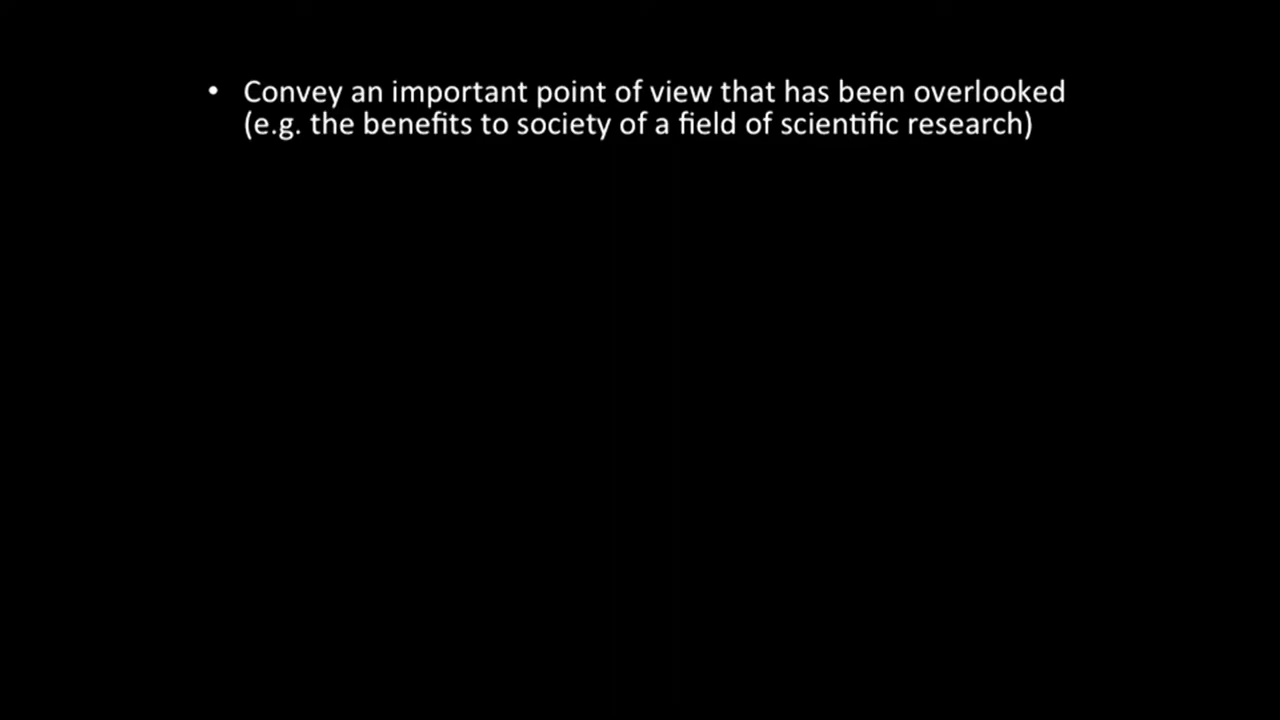 • Convey an important point of view that has been overlooked
(e.g. the benefits to society of a field of scientific research)